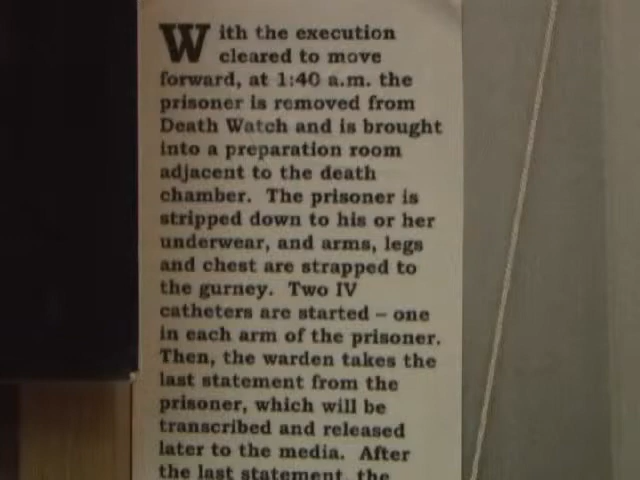 With the execution
cleared to move
forward, at 1:40 a.m. the
prisoner is removed from
Death Watch and is brought
into a preparation room
adjacent to the death
chamber. The prisoner is
stripped down to his or her
underwear, and arms, legs
and chest are strapped to
the gurney. Two IV
catheters are started – one
in each arm of the prisoner.
Then, the warden takes the
last statement from the
prisoner, which will be
transcribed and released
later to the media. After
the last statement, the